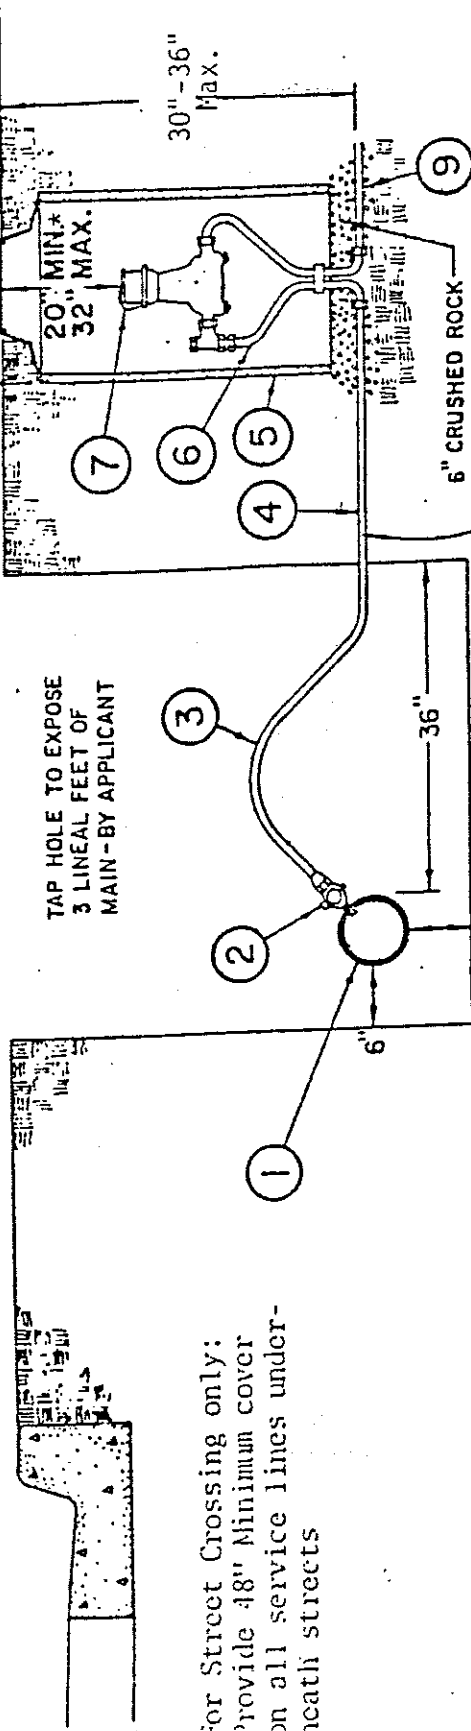 For Street Crossing only:
Provide 48" Minimum cover
on all service lines under-
neath streets
TAP HOLE TO EXPOSE
3 LINEAL FEET OF
MAIN-BY APPLICANT
1
2
3
4
5
6
7
9
6"
36"
20" MIN.*
32" MAX.
30"-36"
Max.
6" CRUSHED ROCK